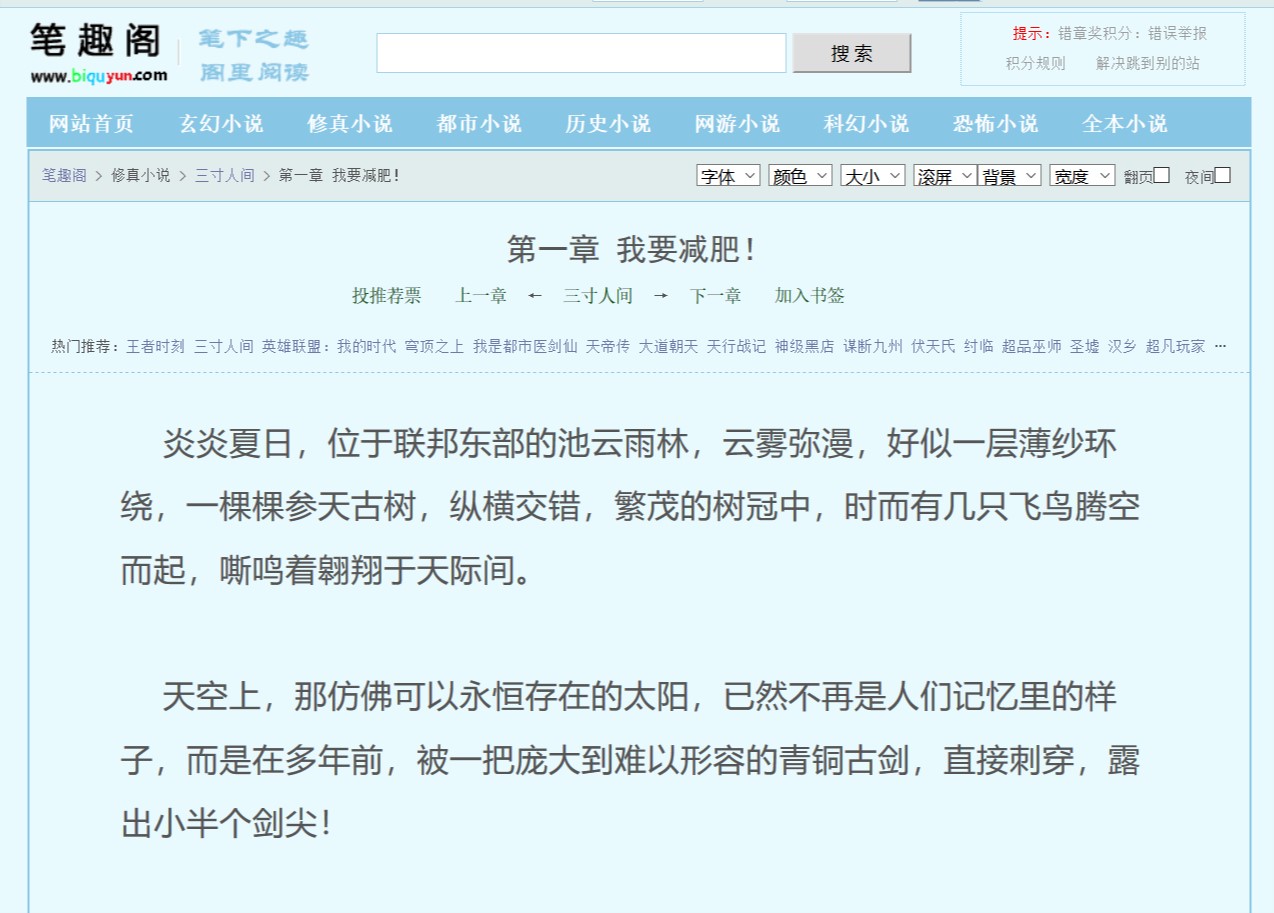 笔趣阁
www.biquyun.com
笔下之趣
阁里阅读
搜索
提示：错章奖积分：错误举报
积分规则 解决跳到别的站
网站首页 玄幻小说 修真小说 都市小说 历史小说 网游小说 科幻小说 恐怖小说 全本小说
笔趣阁 > 修真小说 > 三寸人间 > 第一章 我要减肥！
字体 颜色 大小 滚屏 背景 宽度 翻页 夜间
第一章 我要减肥！
投推荐票 上一章 ← 三寸人间 → 下一章 加入书签
热门推荐：王者时刻 三寸人间 英雄联盟：我的时代 穹顶之上 我是都市医剑仙 天帝传 大道朝天 天行战记 神级黑店 谋断九州 伏天氏 纣临 超品巫师 圣墟 汉乡 超凡玩家 …
炎炎夏日，位于联邦东部的池云雨林，云雾弥漫，好似一层薄纱环
绕，一棵棵参天古树，纵横交错，繁茂的树冠中，时而有几只飞鸟腾空
而起，嘶鸣着翱翔于天际间。
天空上，那仿佛可以永恒存在的太阳，已然不再是人们记忆里的样
子，而是在多年前，被一把庞大到难以形容的青铜古剑，直接刺穿，露
出小半个剑尖！